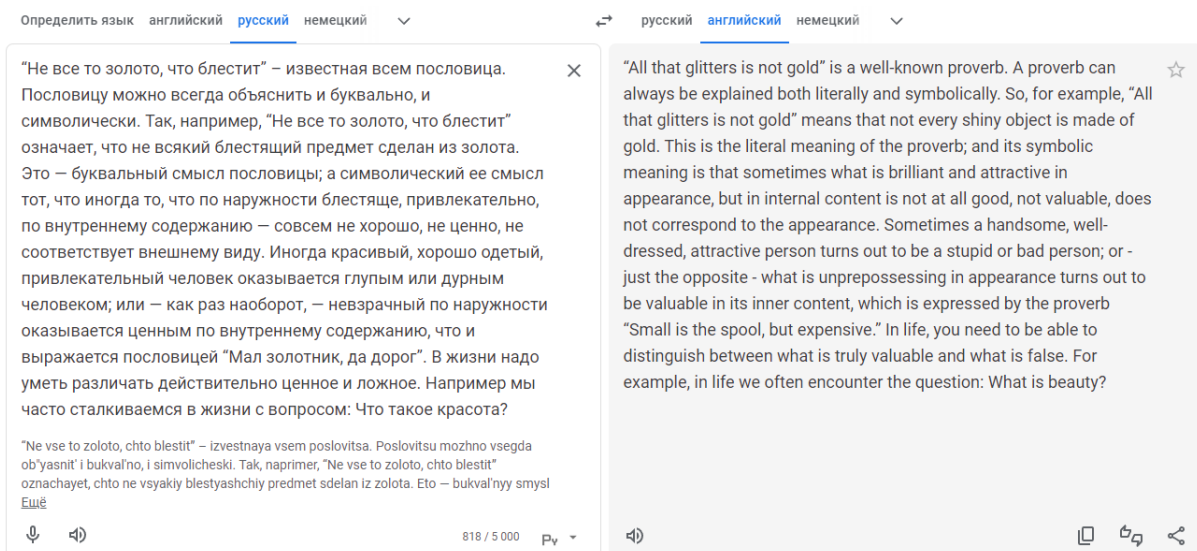 Определить язык английский русский немецкий
русский английский немецкий
“Не все то золото, что блестит” – известная всем пословица.
Пословицу можно всегда объяснить и буквально, и
символически. Так, например, “Не все то золото, что блестит”
означает, что не всякий блестящий предмет сделан из золота.
Это — буквальный смысл пословицы; а символический ее смысл
тот, что иногда то, что по наружности блестяще, привлекательно,
по внутреннему содержанию — совсем не хорошо, не ценно, не
соответствует внешнему виду. Иногда красивый, хорошо одетый,
привлекательный человек оказывается глупым или дурным
человеком; или — как раз наоборот, — невзрачный по наружности
оказывается ценным по внутреннему содержанию, что и
выражается пословицей “Мал золотник, да дорог”. В жизни надо
уметь различать действительно ценное и ложное. Например мы
часто сталкиваемся в жизни с вопросом: Что такое красота?
“Ne vse to zoloto, chto blestit” – izvestnaya vsem poslovitsa. Poslovitsu mozhno vsegda
ob"yasnit' i bukval'no, i simvolicheski. Tak, naprimer, “Ne vse to zoloto, chto blestit”
oznachayet, chto ne vsyakiy blestyashchiy predmet sdelan iz zolota. Eto — bukval'nyy smysl
Ещё
818 / 5 000
Ру
“All that glitters is not gold” is a well-known proverb. A proverb can
always be explained both literally and symbolically. So, for example, “All
that glitters is not gold” means that not every shiny object is made of
gold. This is the literal meaning of the proverb; and its symbolic
meaning is that sometimes what is brilliant and attractive in
appearance, but in internal content is not at all good, not valuable, does
not correspond to the appearance. Sometimes a handsome, well-
dressed, attractive person turns out to be a stupid or bad person; or -
just the opposite - what is unprepossessing in appearance turns out to
be valuable in its inner content, which is expressed by the proverb
“Small is the spool, but expensive.” In life, you need to be able to
distinguish between what is truly valuable and what is false. For
example, in life we often encounter the question: What is beauty?